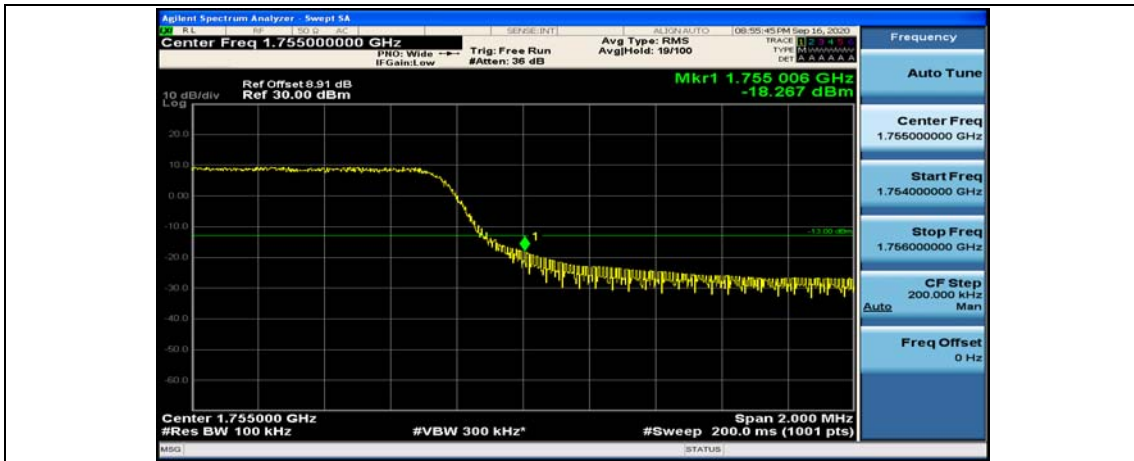 Agilent Spectrum Analyzer - Swept SA
RL RF 50 Ω AC SENSE:INT ALIGN AUTO 08:55:45 PM Sep 16, 2020
Center Freq 1.755000000 GHz
PNO: Wide
IFGain:Low
Trig: Free Run
#Atten: 36 dB
Avg Type: RMS
Avg|Hold: 19/100
TRACE 1 2 3 4 5 6
TYPE M
DET A A A A A A
Mkr1 1.755 006 GHz
-18.267 dBm
Ref Offset 8.91 dB
10 dB/div Ref 30.00 dBm
Log
20.0
10.0
0.00
-10.0
-20.0
-30.0
-40.0
-50.0
-60.0
-13.00 dBm
1
Center 1.755000 GHz Span 2.000 MHz
#Res BW 100 kHz #VBW 300 kHz* #Sweep 200.0 ms (1001 pts)
MSG STATUS
Frequency
Auto Tune
Center Freq
1.755000000 GHz
Start Freq
1.754000000 GHz
Stop Freq
1.756000000 GHz
CF Step
200.000 kHz
Auto Man
Freq Offset
0 Hz